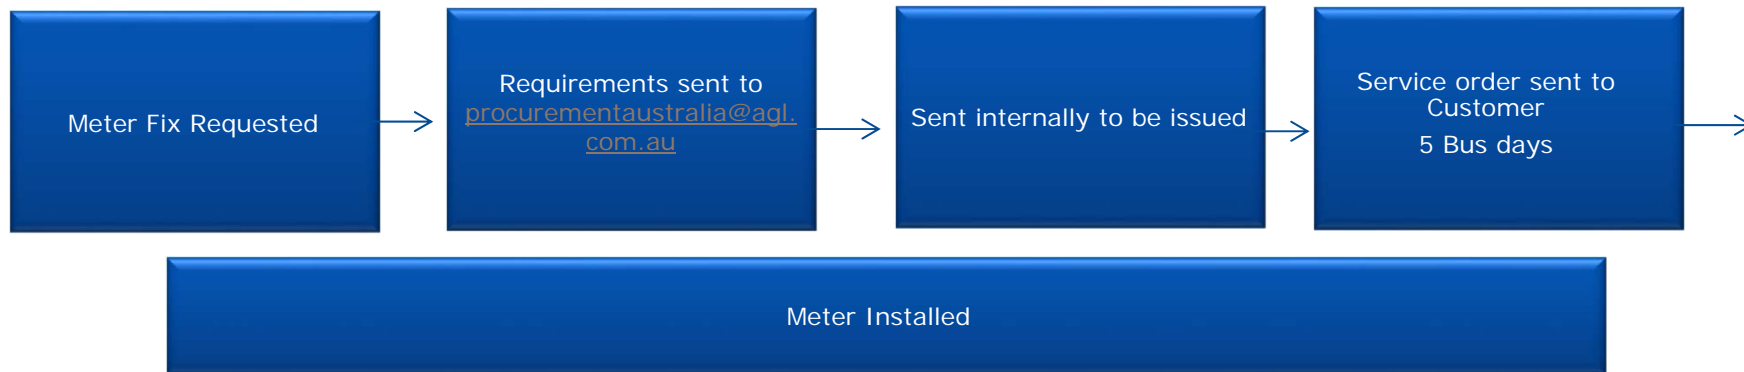 Meter Fix Requested
Requirements sent to
procurementaustralia@agl.
com.au
Sent internally to be issued
Service order sent to
Customer
5 Bus days
Meter Installed